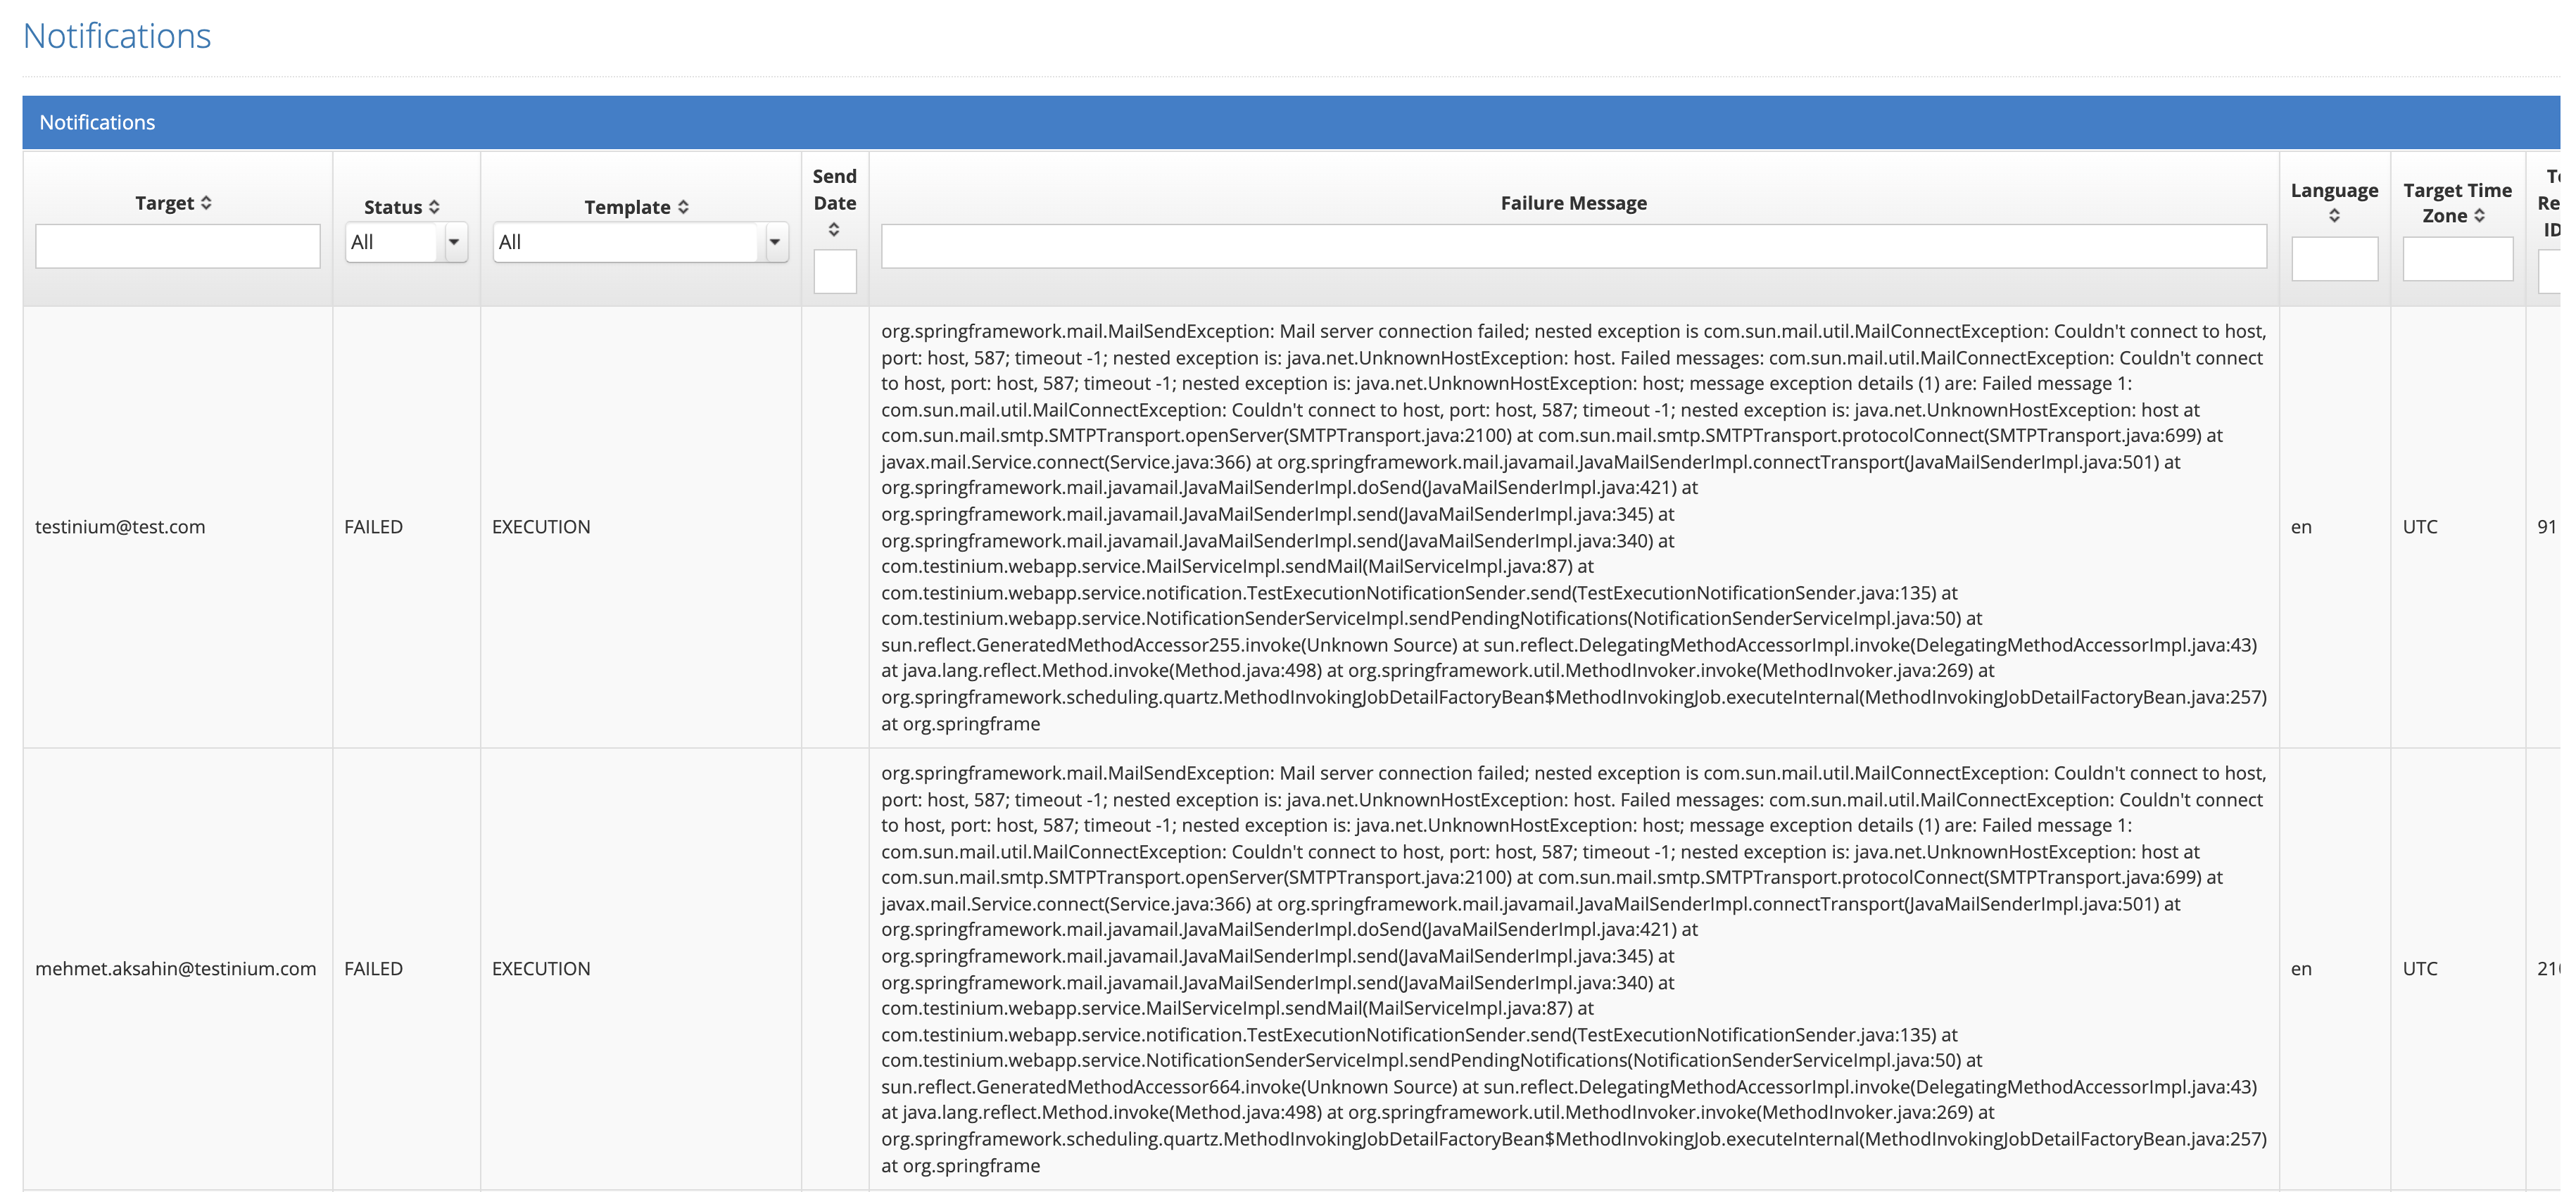 Notifications
Notifications
Target
Status
All
Template
All
Send
Date
Failure Message
Language
Target Time
Zone
Re
ID
testinium@test.com
FAILED
EXECUTION
org.springframework.mail.MailSendException: Mail server connection failed; nested exception is com.sun.mail.util.MailConnectException: Couldn't connect to host,
port: host, 587; timeout -1; nested exception is: java.net.UnknownHostException: host. Failed messages: com.sun.mail.util.MailConnectException: Couldn't connect
to host, port: host, 587; timeout -1; nested exception is: java.net.UnknownHostException: host; message exception details (1) are: Failed message 1:
com.sun.mail.util.MailConnectException: Couldn't connect to host, port: host, 587; timeout -1; nested exception is: java.net.UnknownHostException: host at
com.sun.mail.smtp.SMTPTransport.openServer(SMTPTransport.java:2100) at com.sun.mail.smtp.SMTPTransport.protocolConnect(SMTPTransport.java:699) at
javax.mail.Service.connect(Service.java:366) at org.springframework.mail.javamail.JavaMailSenderImpl.connectTransport(JavaMailSenderImpl.java:501) at
org.springframework.mail.javamail.JavaMailSenderImpl.doSend(JavaMailSenderImpl.java:421) at
org.springframework.mail.javamail.JavaMailSenderImpl.send(JavaMailSenderImpl.java:345) at
org.springframework.mail.javamail.JavaMailSenderImpl.send(JavaMailSenderImpl.java:340) at
com.testinium.webapp.service.MailServiceImpl.sendMail(MailServiceImpl.java:87) at
com.testinium.webapp.service.notification.TestExecutionNotificationSender.send(TestExecutionNotificationSender.java:135) at
com.testinium.webapp.service.NotificationSenderServiceImpl.sendPendingNotifications(NotificationSenderServiceImpl.java:50) at
sun.reflect.GeneratedMethodAccessor255.invoke(Unknown Source) at sun.reflect.DelegatingMethodAccessorImpl.invoke(DelegatingMethodAccessorImpl.java:43)
at java.lang.reflect.Method.invoke(Method.java:498) at org.springframework.util.MethodInvoker.invoke(MethodInvoker.java:269) at
org.springframework.scheduling.quartz.MethodInvokingJobDetailFactoryBean$MethodInvokingJob.executeInternal(MethodInvokingJobDetailFactoryBean.java:257)
at org.springframe
en
UTC
91
mehmet.aksahin@testinium.com
FAILED
EXECUTION
org.springframework.mail.MailSendException: Mail server connection failed; nested exception is com.sun.mail.util.MailConnectException: Couldn't connect to host,
port: host, 587; timeout -1; nested exception is: java.net.UnknownHostException: host. Failed messages: com.sun.mail.util.MailConnectException: Couldn't connect
to host, port: host, 587; timeout -1; nested exception is: java.net.UnknownHostException: host; message exception details (1) are: Failed message 1:
com.sun.mail.util.MailConnectException: Couldn't connect to host, port: host, 587; timeout -1; nested exception is: java.net.UnknownHostException: host at
com.sun.mail.smtp.SMTPTransport.openServer(SMTPTransport.java:2100) at com.sun.mail.smtp.SMTPTransport.protocolConnect(SMTPTransport.java:699) at
javax.mail.Service.connect(Service.java:366) at org.springframework.mail.javamail.JavaMailSenderImpl.connectTransport(JavaMailSenderImpl.java:501) at
org.springframework.mail.javamail.JavaMailSenderImpl.doSend(JavaMailSenderImpl.java:421) at
org.springframework.mail.javamail.JavaMailSenderImpl.send(JavaMailSenderImpl.java:345) at
org.springframework.mail.javamail.JavaMailSenderImpl.send(JavaMailSenderImpl.java:340) at
com.testinium.webapp.service.MailServiceImpl.sendMail(MailServiceImpl.java:87) at
com.testinium.webapp.service.notification.TestExecutionNotificationSender.send(TestExecutionNotificationSender.java:135) at
com.testinium.webapp.service.NotificationSenderServiceImpl.sendPendingNotifications(NotificationSenderServiceImpl.java:50) at
sun.reflect.GeneratedMethodAccessor664.invoke(Unknown Source) at sun.reflect.DelegatingMethodAccessorImpl.invoke(DelegatingMethodAccessorImpl.java:43)
at java.lang.reflect.Method.invoke(Method.java:498) at org.springframework.util.MethodInvoker.invoke(MethodInvoker.java:269) at
org.springframework.scheduling.quartz.MethodInvokingJobDetailFactoryBean$MethodInvokingJob.executeInternal(MethodInvokingJobDetailFactoryBean.java:257)
at org.springframe
en
UTC